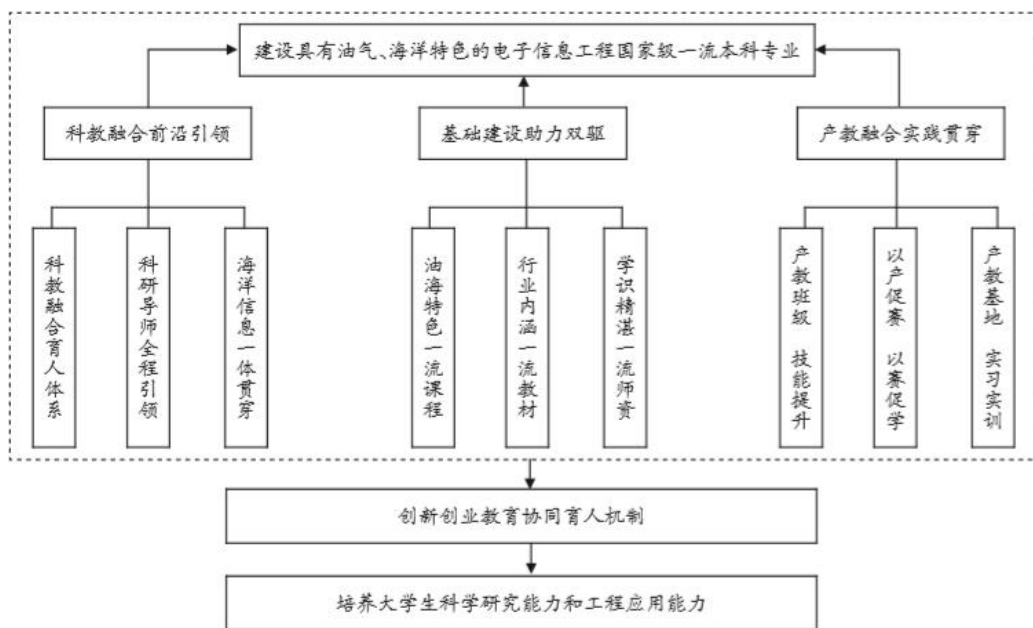 建设具有油气、海洋特色的电子信息工程国家级一流本科专业
科教融合前沿引领
基础建设助力双驱
产教融合实践贯穿
科教融合育人体系
科研导师全程引领
海洋信息一体贯穿
油海特色一流课程
行业内涵一流教材
学识精湛一流师资
产教班级 技能提升
以产促赛 以赛促学
产教基地 实习实训
创新创业教育协同育人机制
培养大学生科学研究能力和工程应用能力